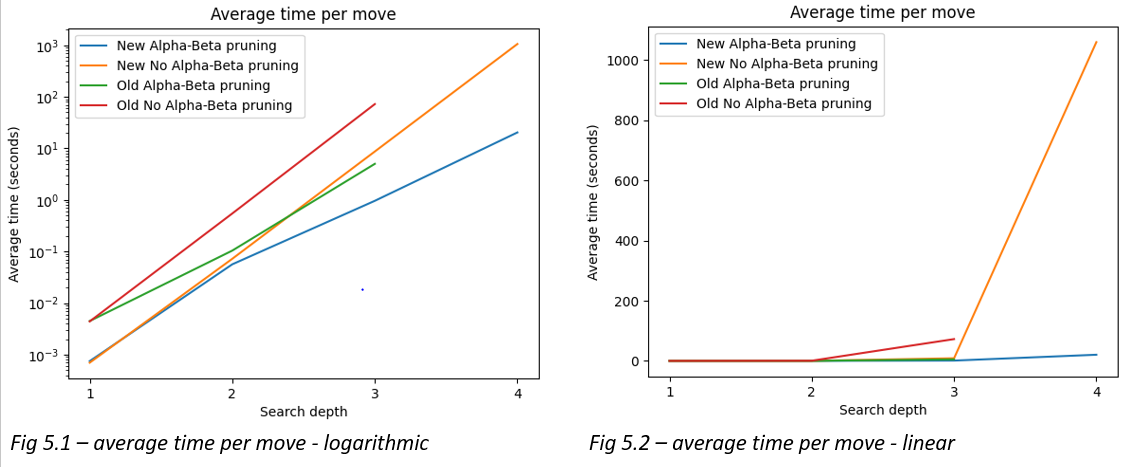 Average time per move
New Alpha-Beta pruning
New No Alpha-Beta pruning
Old Alpha-Beta pruning
Old No Alpha-Beta pruning
10³
10²
10¹
10⁰
10⁻¹
10⁻²
10⁻³
Average time (seconds)
1 2 3 4
Search depth
Fig 5.1 – average time per move - logarithmic
Average time per move
New Alpha-Beta pruning
New No Alpha-Beta pruning
Old Alpha-Beta pruning
Old No Alpha-Beta pruning
1000
800
600
400
200
0
Average time (seconds)
1 2 3 4
Search depth
Fig 5.2 – average time per move - linear